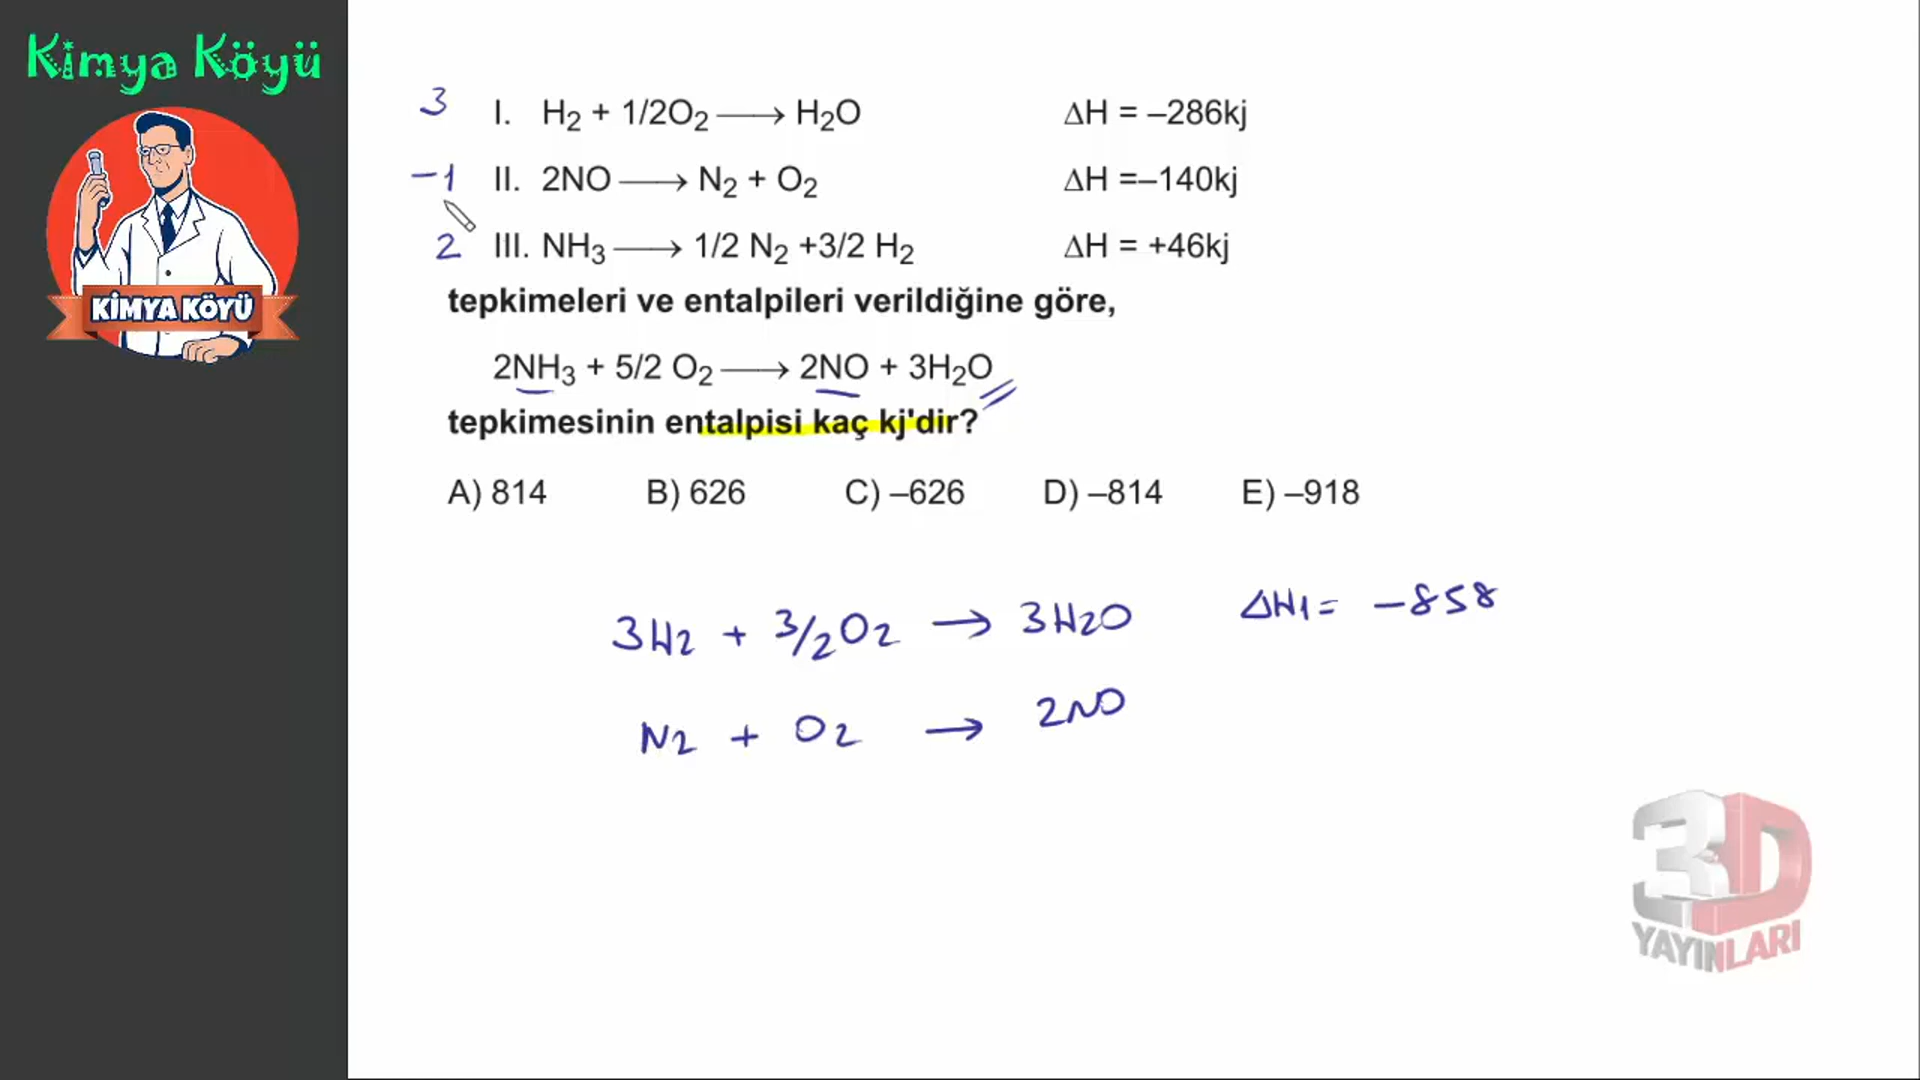 Kimya Köyü
KİMYA KÖYÜ
3 I. H₂ + 1/2O₂ ⟶ H₂O ΔH = –286kj
-1 II. 2NO ⟶ N₂ + O₂ ΔH =–140kj
2 III. NH₃ ⟶ 1/2 N₂ +3/2 H₂ ΔH = +46kj
tepkimeleri ve entalpileri verildiğine göre,
2NH₃ + 5/2 O₂ ⟶ 2NO + 3H₂O
tepkimesinin entalpisi kaç kj'dir?
A) 814 B) 626 C) –626 D) –814 E) –918
3H₂ + 3/2O₂ → 3H₂O ΔH₁ = -858
N₂ + O₂ → 2NO
3D
YAYINLARI